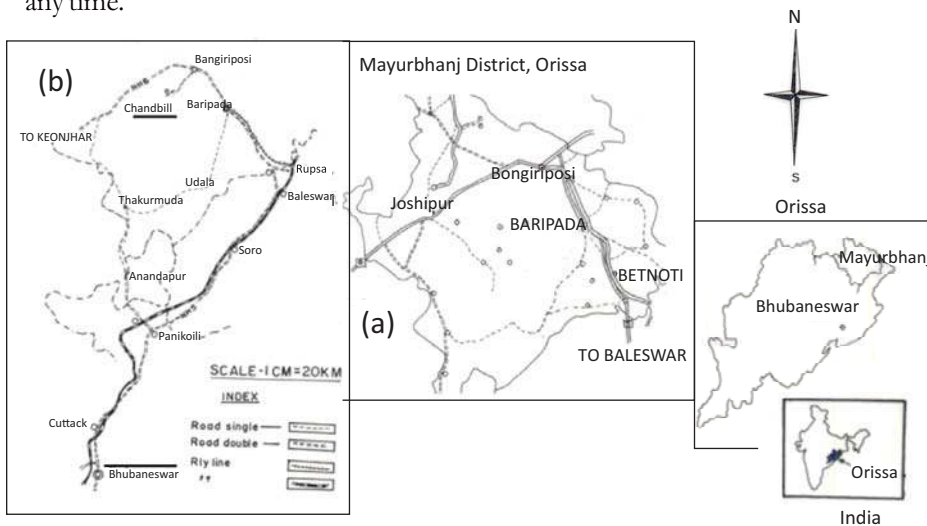 any time.
(b)
Bangiriposi
Chandbill
Baripada
TO KEONJHAR
Rupsa
Udala
Baleswar
Thakurmuda
Soro
Anandapur
Panikoili
SCALE-1CM=20KM
INDEX
Road single
Road double
Rly line
"
Cuttack
Bhubaneswar
Mayurbhanj District, Orissa
Bongiriposi
Joshipur
BARIPADA
BETNOTI
(a)
TO BALESWAR
N
S
Orissa
Mayurbhanj
Bhubaneswar
Orissa
India